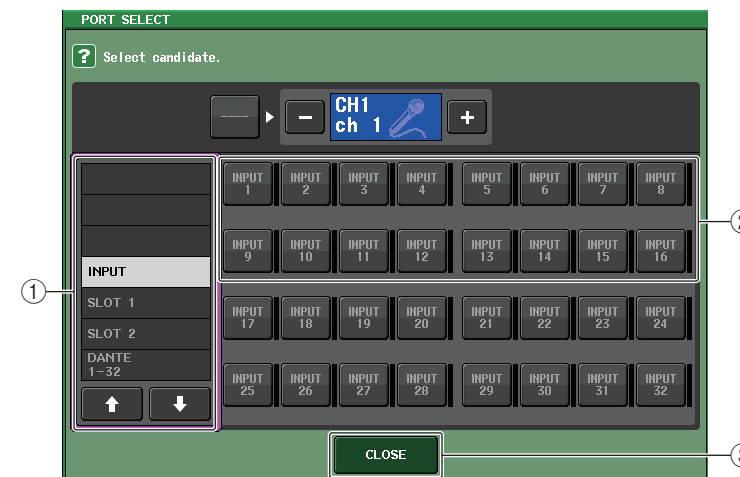 PORT SELECT
? Select candidate.
---- − CH1 +
ch 1
INPUT 1 INPUT 2 INPUT 3 INPUT 4 INPUT 5 INPUT 6 INPUT 7 INPUT 8
②
INPUT 9 INPUT 10 INPUT 11 INPUT 12 INPUT 13 INPUT 14 INPUT 15 INPUT 16
INPUT
①
SLOT 1
SLOT 2
DANTE
1-32
INPUT 17 INPUT 18 INPUT 19 INPUT 20 INPUT 21 INPUT 22 INPUT 23 INPUT 24
INPUT 25 INPUT 26 INPUT 27 INPUT 28 INPUT 29 INPUT 30 INPUT 31 INPUT 32
CLOSE
③